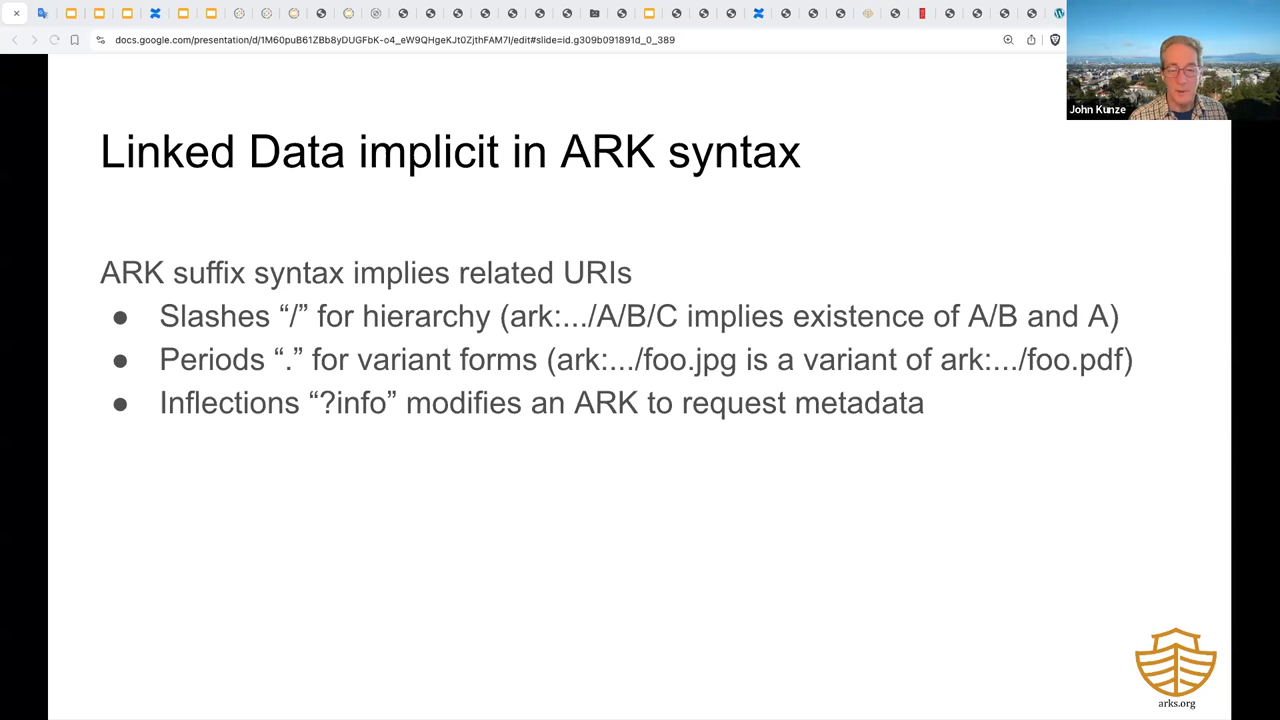 docs.google.com/presentation/d/1M60puB61ZBb8yDUGFbK-o4_eW9QHgeKJt0ZjthFAM7I/edit#slide=id.g309b091891d_0_389
John Kunze
Linked Data implicit in ARK syntax
ARK suffix syntax implies related URIs
● Slashes “/” for hierarchy (ark:.../A/B/C implies existence of A/B and A)
● Periods “.” for variant forms (ark:.../foo.jpg is a variant of ark:.../foo.pdf)
● Inflections “?info” modifies an ARK to request metadata
arks.org